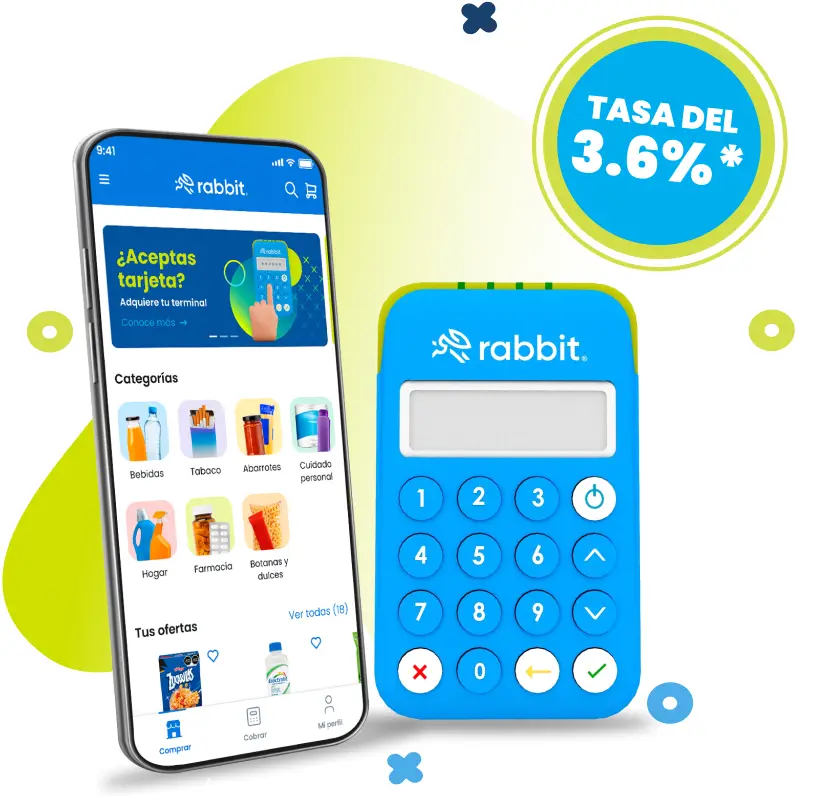 TASA DEL
3.6%*
9:41
rabbit®
¿Aceptas
tarjeta?
Adquiere tu terminal
Conoce más →
Categorías
Bebidas
Tabaco
Abarrotes
Cuidado
personal
Hogar
Farmacia
Botanas y
dulces
Tus ofertas
Ver todas (18)
Zucaritas
Comprar
Cobrar
Mi perfil
rabbit®
1 2 3
4 5 6
7 8 9
0